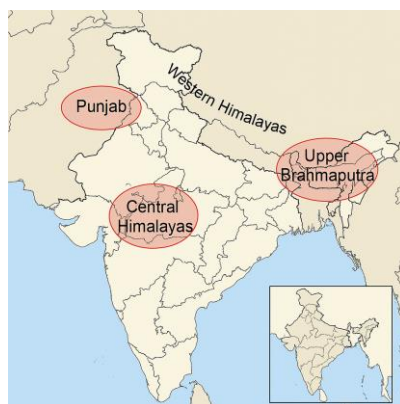 Western Himalayas
Punjab
Upper
Brahmaputra
Central
Himalayas